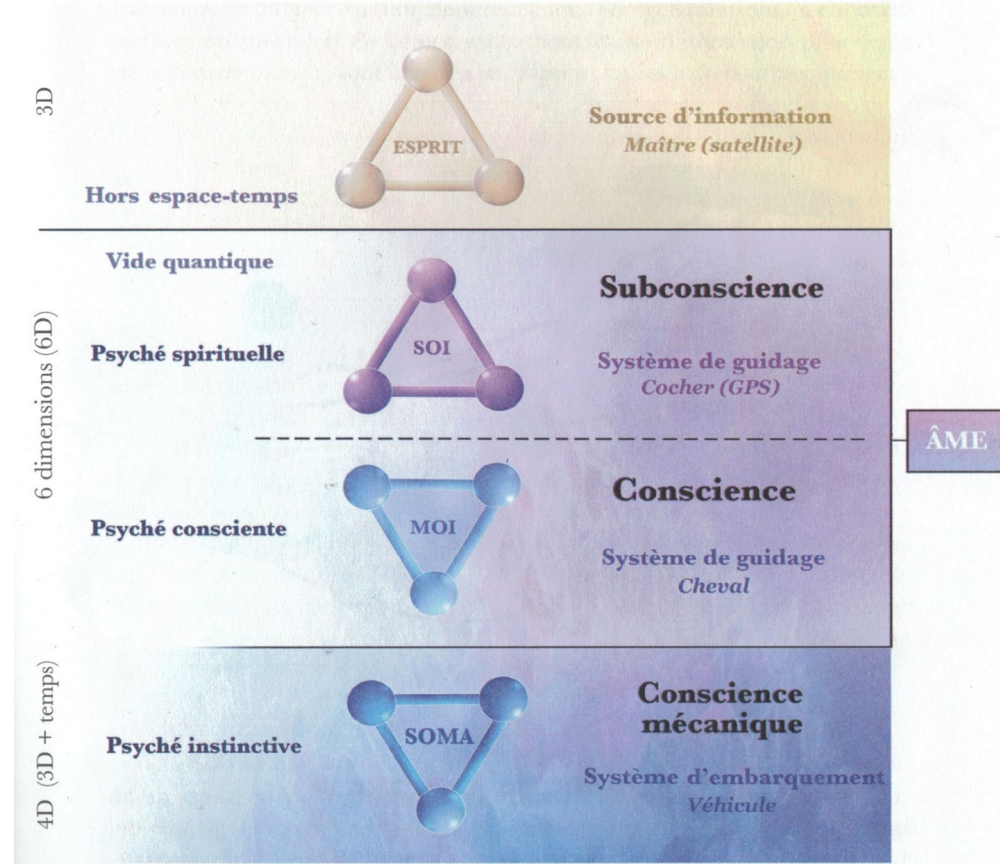 3D
ESPRIT
Source d’information
Maître (satellite)
Hors espace-temps
6 dimensions (6D)
Vide quantique
Subconscience
Psyché spirituelle
SOI
Système de guidage
Cocher (GPS)
ÂME
Conscience
Psyché consciente
MOI
Système de guidage
Cheval
4D (3D + temps)
Conscience
mécanique
Psyché instinctive
SOMA
Système d’embarquement
Véhicule